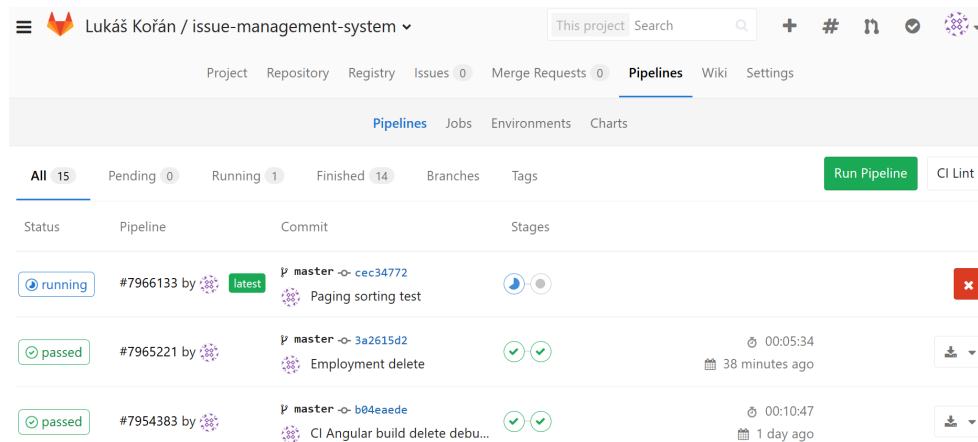 Lukáš Kořán / issue-management-system
This project Search
Project Repository Registry Issues 0 Merge Requests 0 Pipelines Wiki Settings
Pipelines Jobs Environments Charts
All 15 Pending 0 Running 1 Finished 14 Branches Tags Run Pipeline CI Lint
Status Pipeline Commit Stages
running #7966133 by latest master cec34772
Paging sorting test
passed #7965221 by master 3a2615d2 00:05:34
Employment delete 38 minutes ago
passed #7954383 by master b04eaede 00:10:47
CI Angular build delete debu... 1 day ago